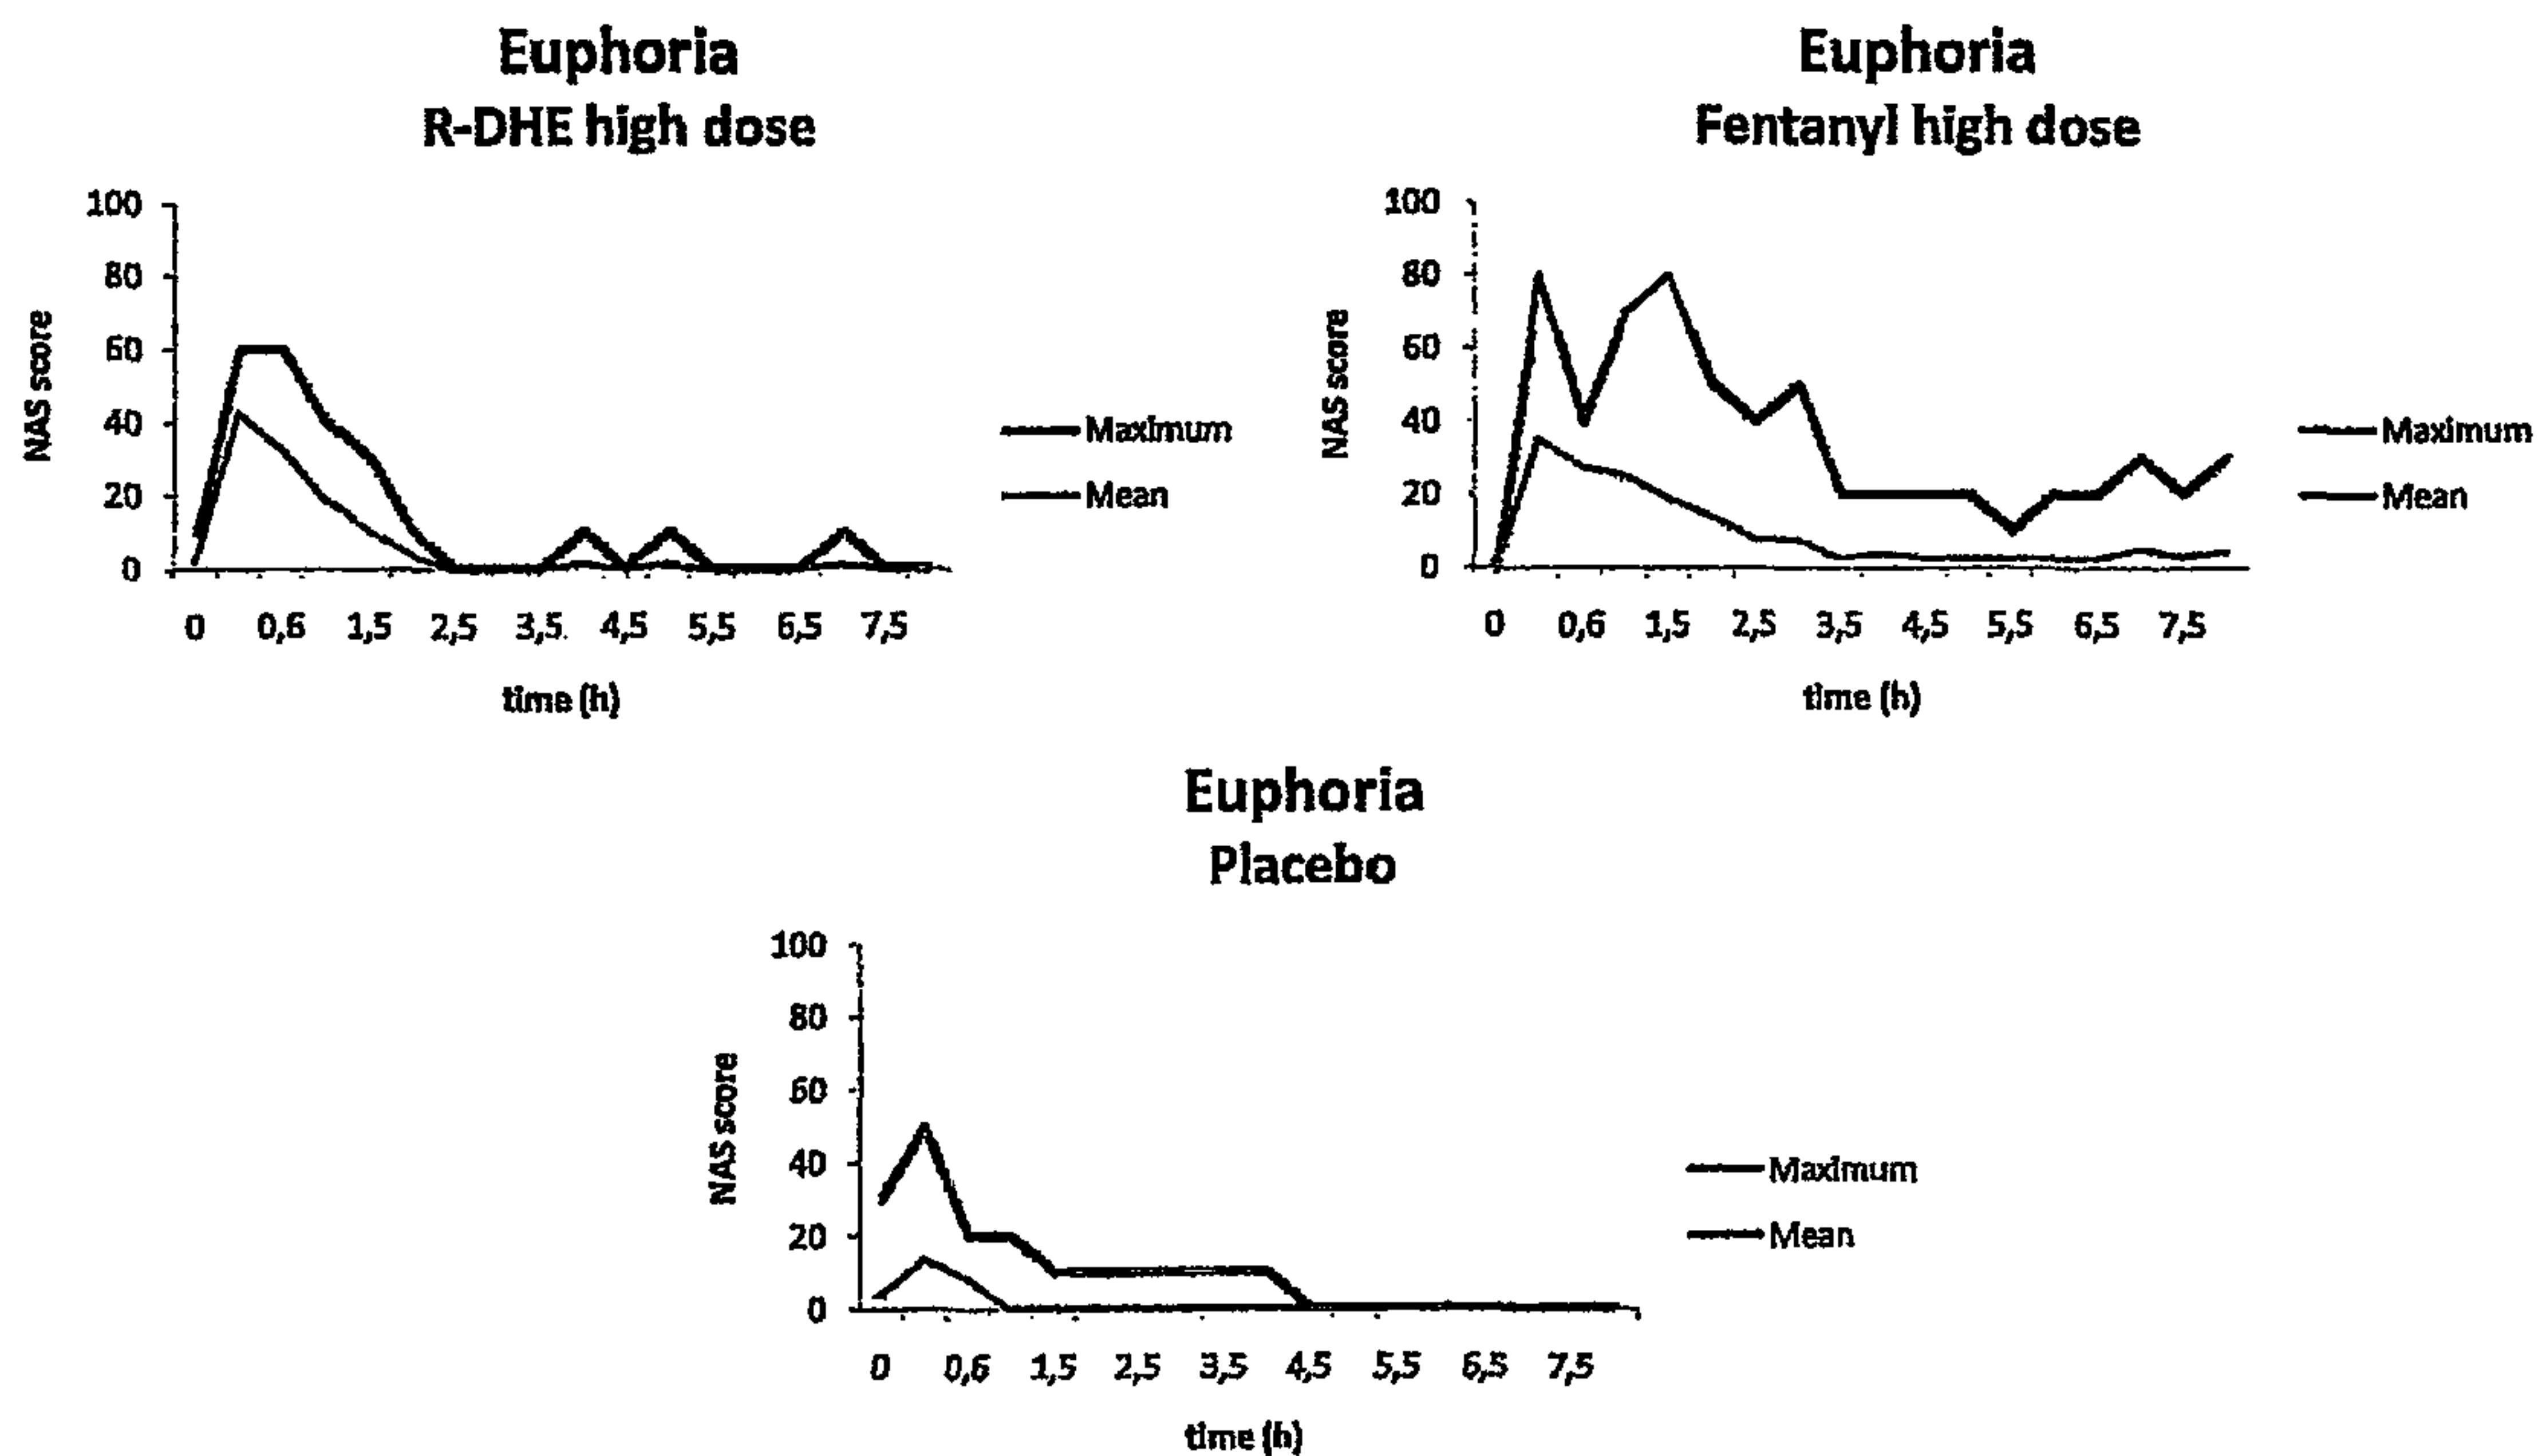 Euphoria
R-DHE high dose
100
80
60
40
20
0
NAS score
Maximum
Mean
0 0,6 1,5 2,5 3,5 4,5 5,5 6,5 7,5
time (h)
Euphoria
Fentanyl high dose
100
80
60
40
20
0
NAS score
Maximum
Mean
0 0,6 1,5 2,5 3,5 4,5 5,5 6,5 7,5
time (h)
Euphoria
Placebo
100
80
60
40
20
0
NAS score
Maximum
Mean
0 0,6 1,5 2,5 3,5 4,5 5,5 6,5 7,5
time (h)